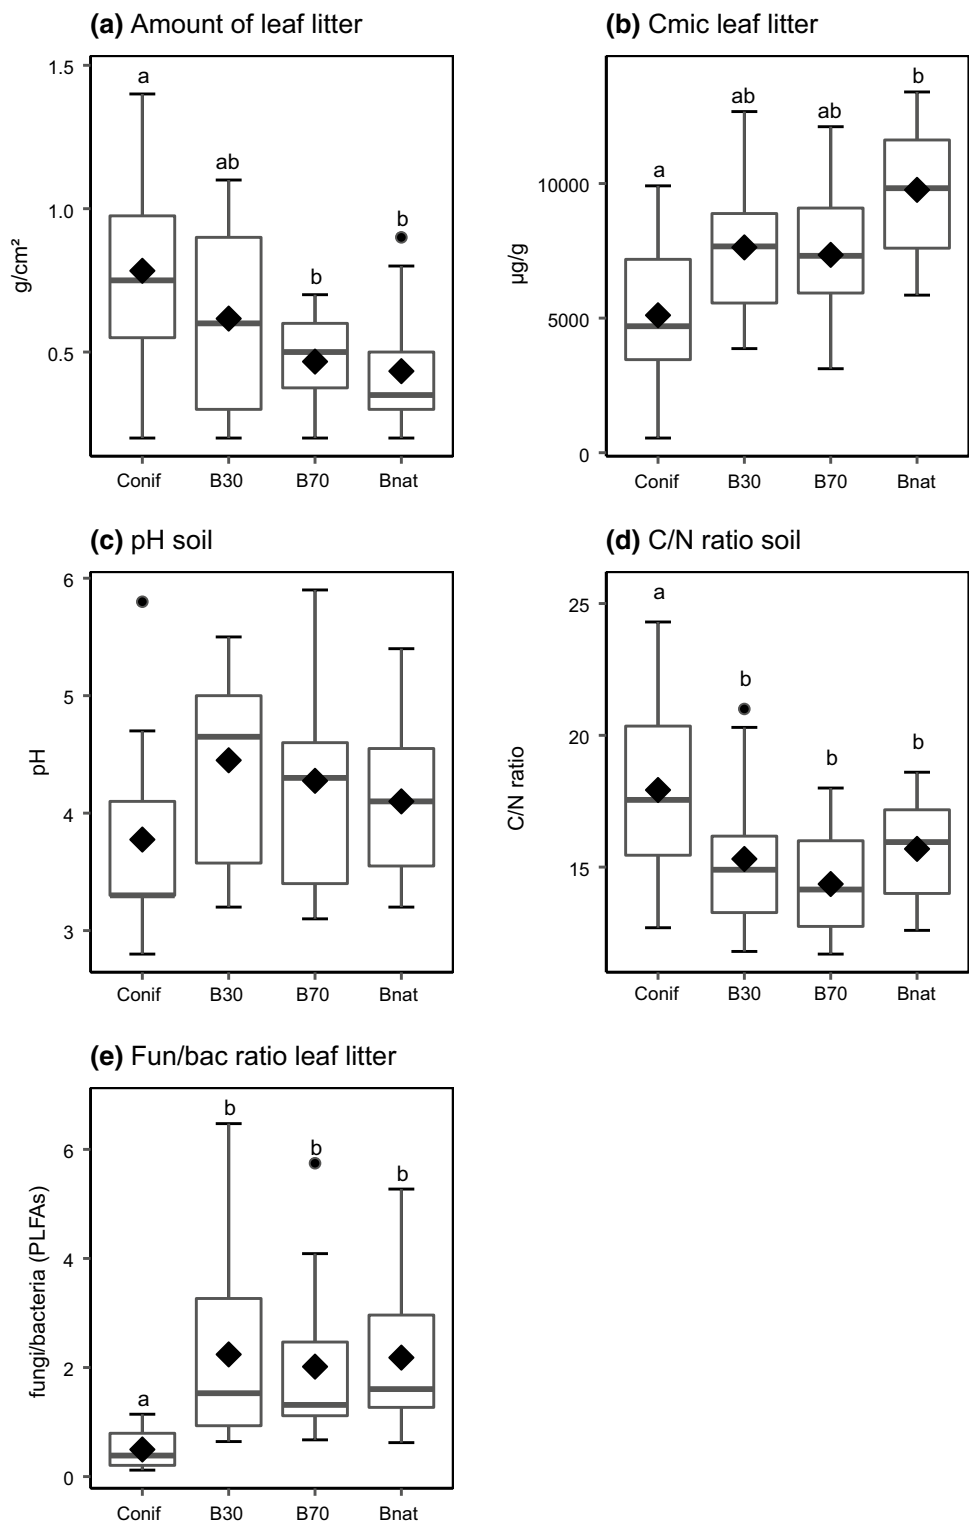 (a) Amount of leaf litter
g/cm²
1.5
1.0
0.5
a
ab
b
b
Conif B30 B70 Bnat
(b) Cmic leaf litter
µg/g
10000
5000
0
a
ab
ab
b
Conif B30 B70 Bnat
(c) pH soil
pH
6
5
4
3
Conif B30 B70 Bnat
(d) C/N ratio soil
C/N ratio
25
20
15
a
b
b
b
Conif B30 B70 Bnat
(e) Fun/bac ratio leaf litter
fungi/bacteria (PLFAs)
6
4
2
0
a
b
b
b
Conif B30 B70 Bnat